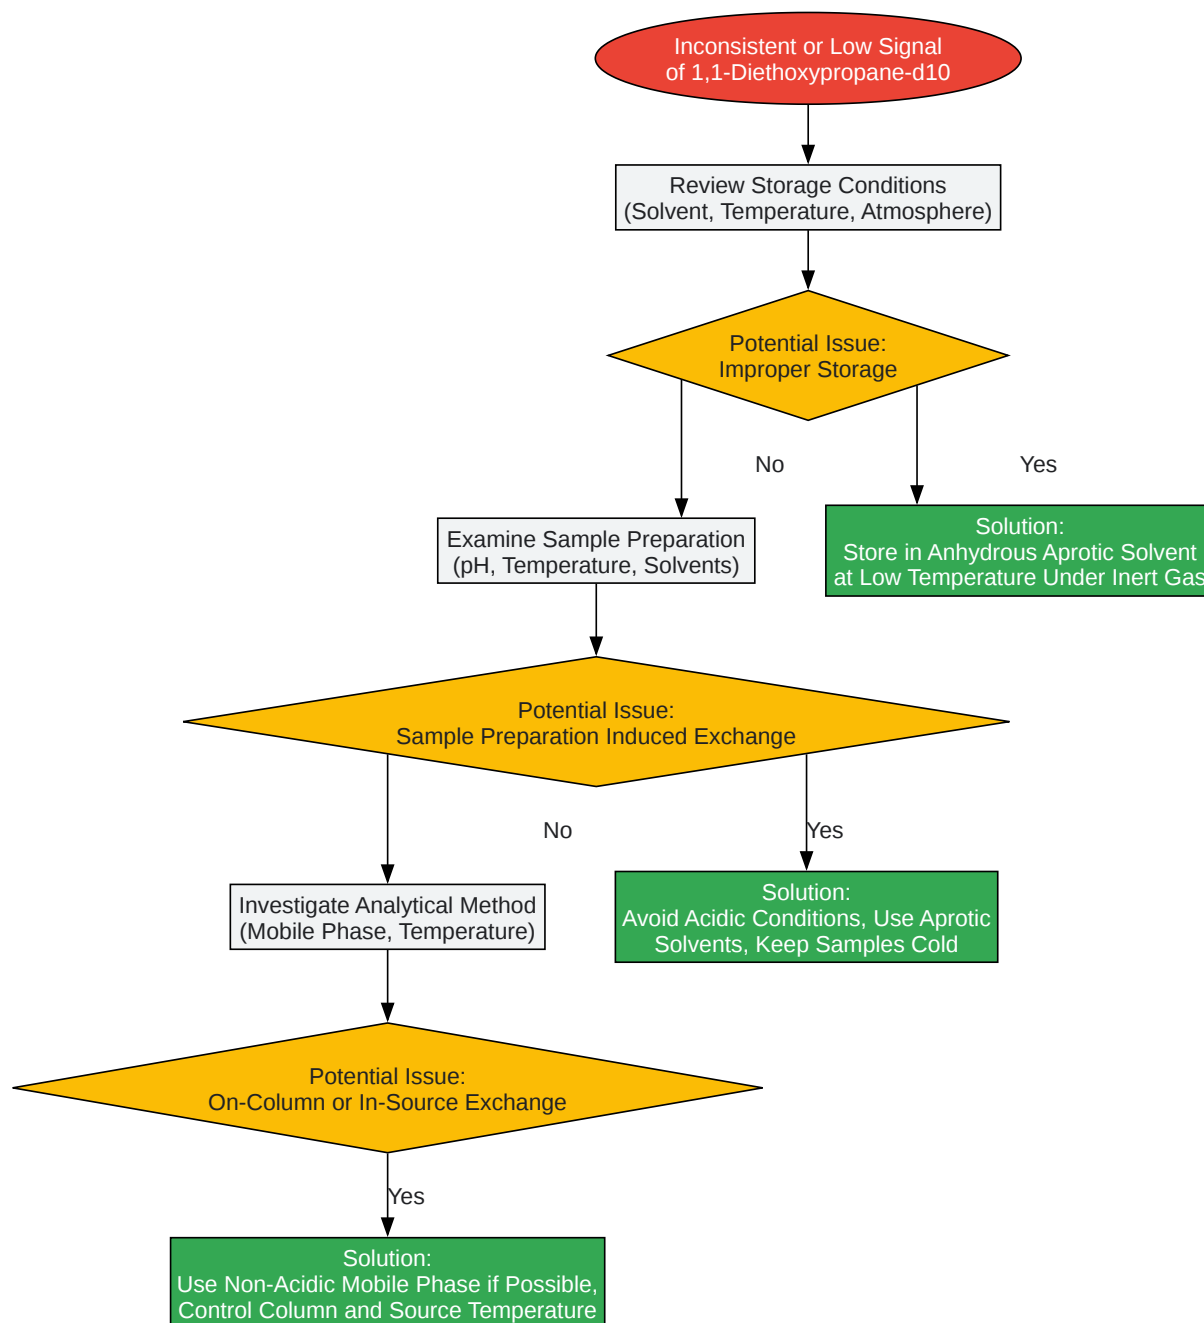 Inconsistent or Low Signal
of 1,1-Diethoxypropane-d10
Review Storage Conditions
(Solvent, Temperature, Atmosphere)
Potential Issue:
Improper Storage
No
Yes
Examine Sample Preparation
(pH, Temperature, Solvents)
Solution:
Store in Anhydrous Aprotic Solvent
at Low Temperature Under Inert Gas
Potential Issue:
Sample Preparation Induced Exchange
No
Yes
Investigate Analytical Method
(Mobile Phase, Temperature)
Solution:
Avoid Acidic Conditions, Use Aprotic
Solvents, Keep Samples Cold
Potential Issue:
On-Column or In-Source Exchange
Yes
Solution:
Use Non-Acidic Mobile Phase if Possible,
Control Column and Source Temperature